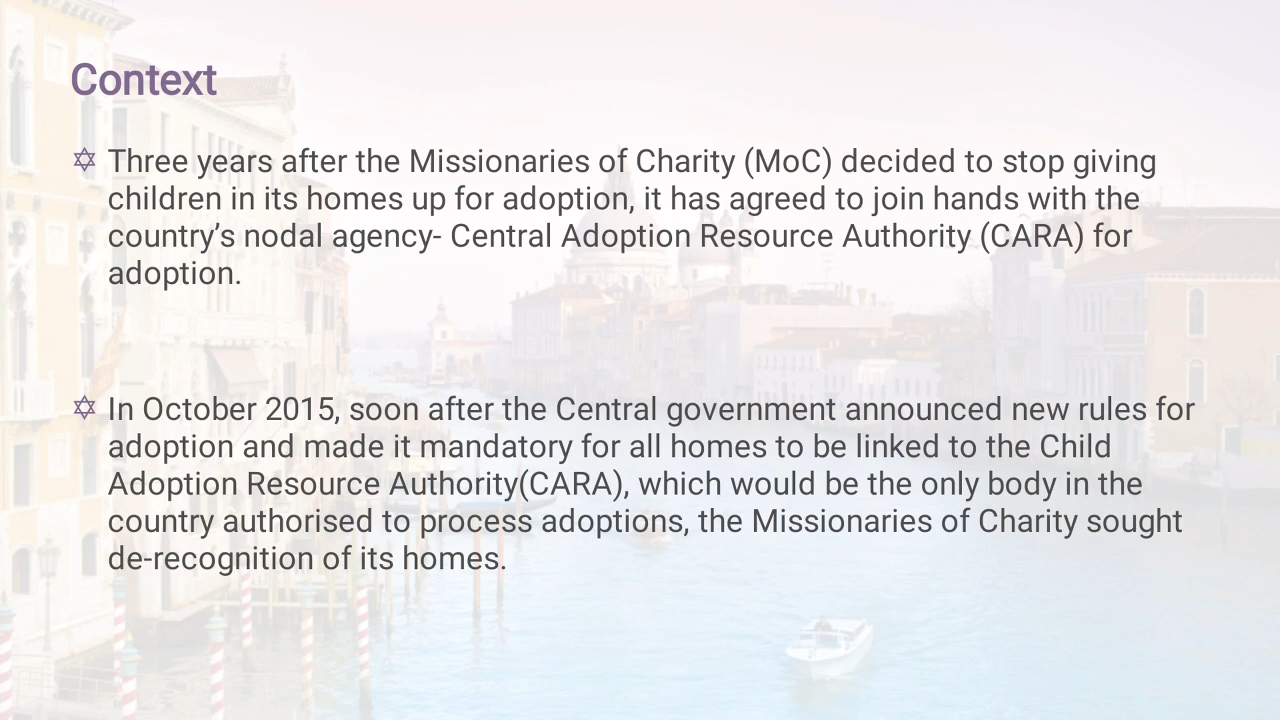 Context
✡ Three years after the Missionaries of Charity (MoC) decided to stop giving
children in its homes up for adoption, it has agreed to join hands with the
country’s nodal agency- Central Adoption Resource Authority (CARA) for
adoption.
✡ In October 2015, soon after the Central government announced new rules for
adoption and made it mandatory for all homes to be linked to the Child
Adoption Resource Authority(CARA), which would be the only body in the
country authorised to process adoptions, the Missionaries of Charity sought
de-recognition of its homes.